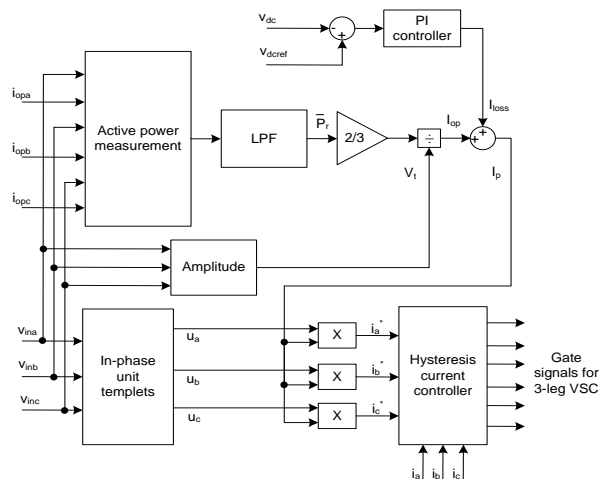 v_dc
-
+
v_dcref
PI
controller
i_opa
i_opb
i_opc
Active power
measurement
LPF
P̅_r
2/3
÷
I_op
I_loss
+
+
V_t
I_p
Amplitude
v_ina
v_inb
v_inc
In-phase
unit
templets
u_a
u_b
u_c
X
X
X
i_a^*
i_b^*
i_c^*
Hysteresis
current
controller
Gate
signals for
3-leg VSC
i_a i_b i_c